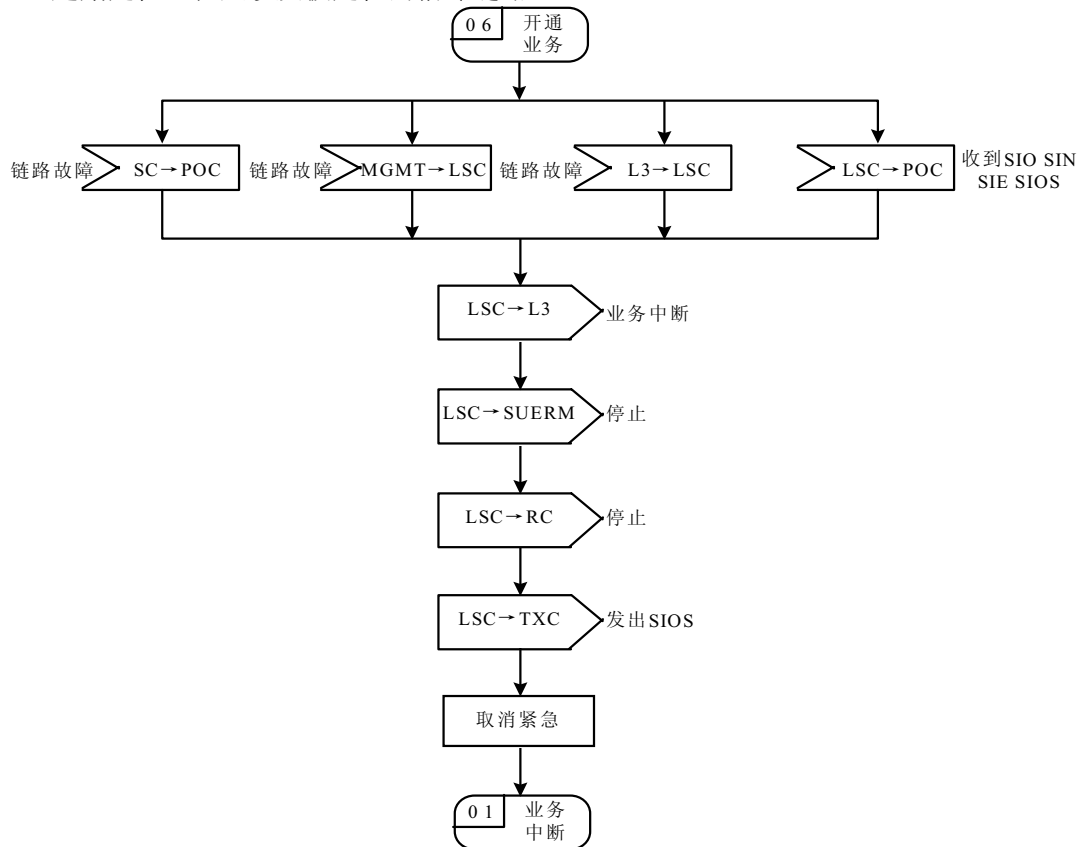 06 开通
业务
链路故障 SC→POC 链路故障 MGMT→LSC 链路故障 L3→LSC LSC→POC 收到SIO SIN
SIE SIOS
LSC→L3 业务中断
LSC→SUERM 停止
LSC→RC 停止
LSC→TXC 发出SIOS
取消紧急
01 业务
中断